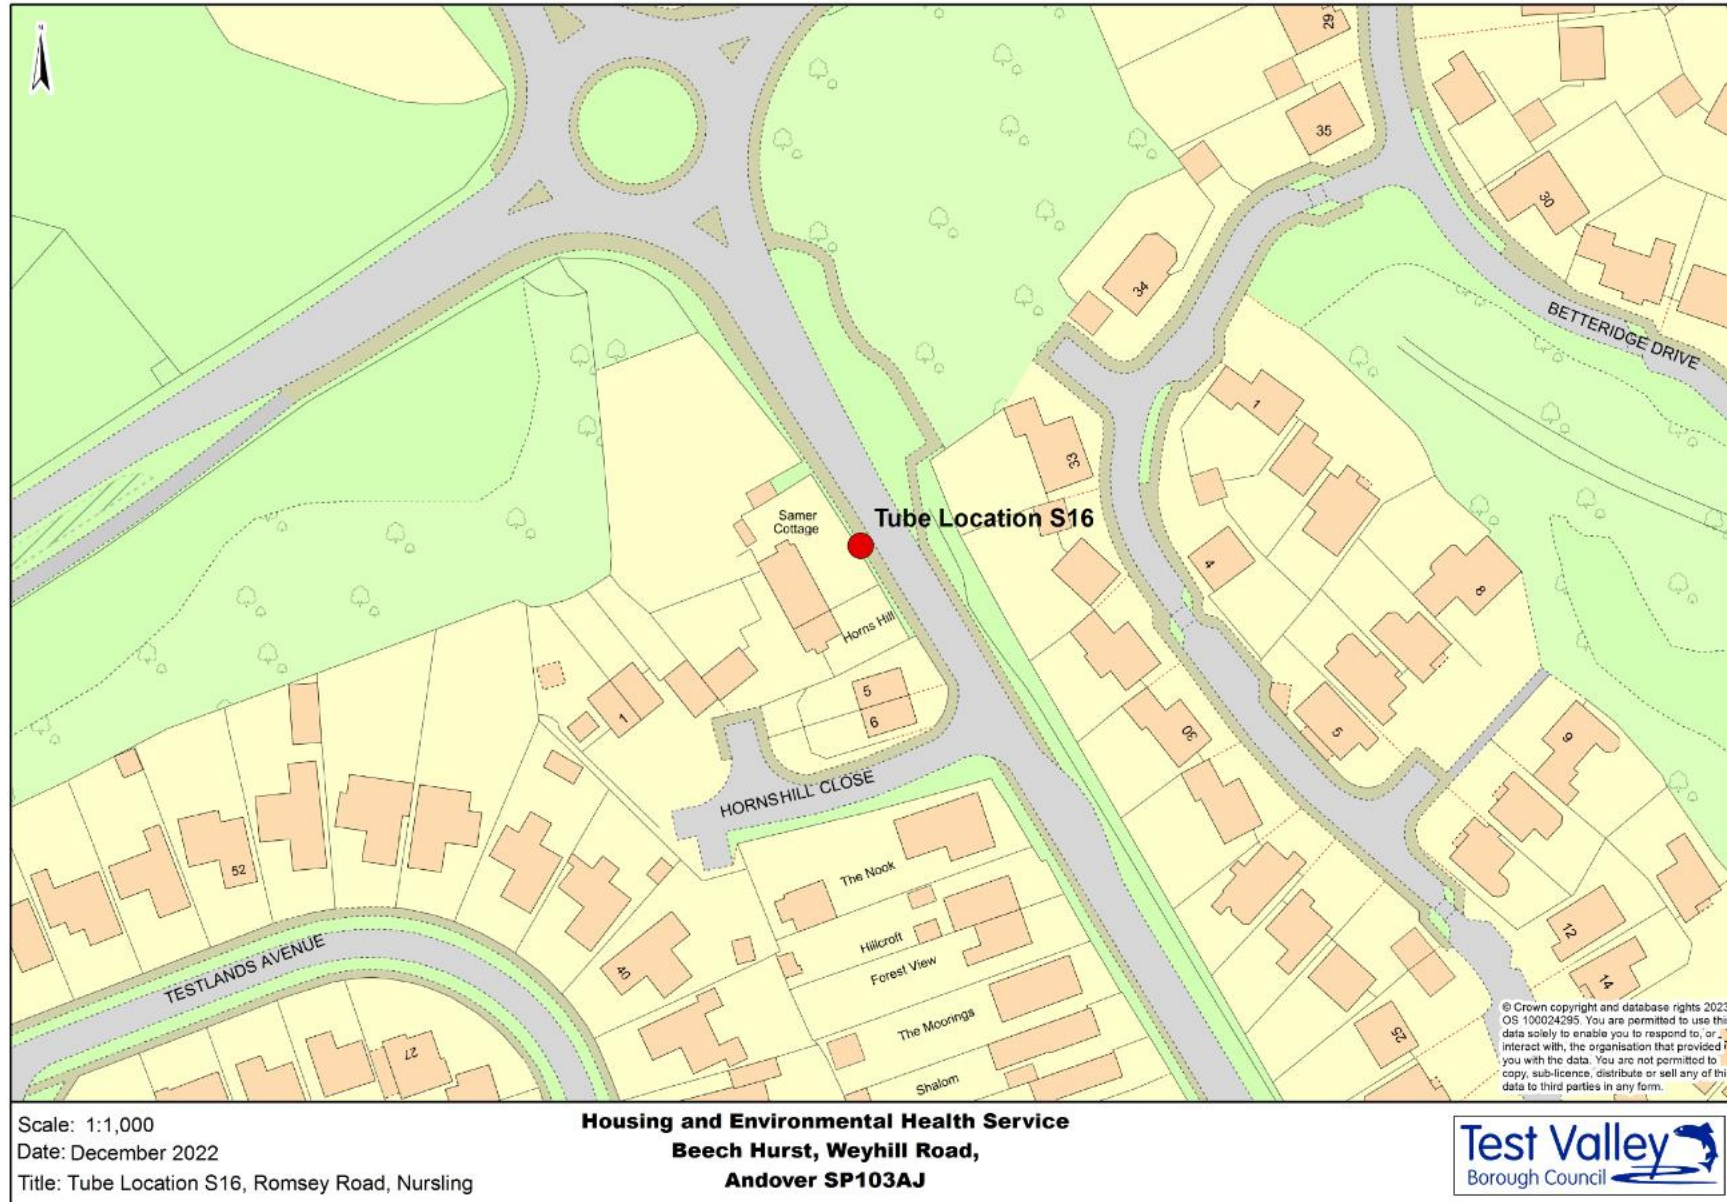 N
29
35
30
34
BETTERIDGE DRIVE
1
33
Samer
Cottage
Tube Location S16
4
8
Horns Hill
5
6
1
30
5
9
HORNSHILL CLOSE
The Nook
52
Hillcroft
40
Forest View
12
14
TESTLANDS AVENUE
The Moorings
27
25
Shalom
© Crown copyright and database rights 2023
OS 100024295. You are permitted to use this
data solely to enable you to respond to, or
interact with, the organisation that provided
you with the data. You are not permitted to
copy, sub-licence, distribute or sell any of this
data to third parties in any form.
Scale: 1:1,000
Date: December 2022
Title: Tube Location S16, Romsey Road, Nursling
Housing and Environmental Health Service
Beech Hurst, Weyhill Road,
Andover SP103AJ
Test Valley
Borough Council